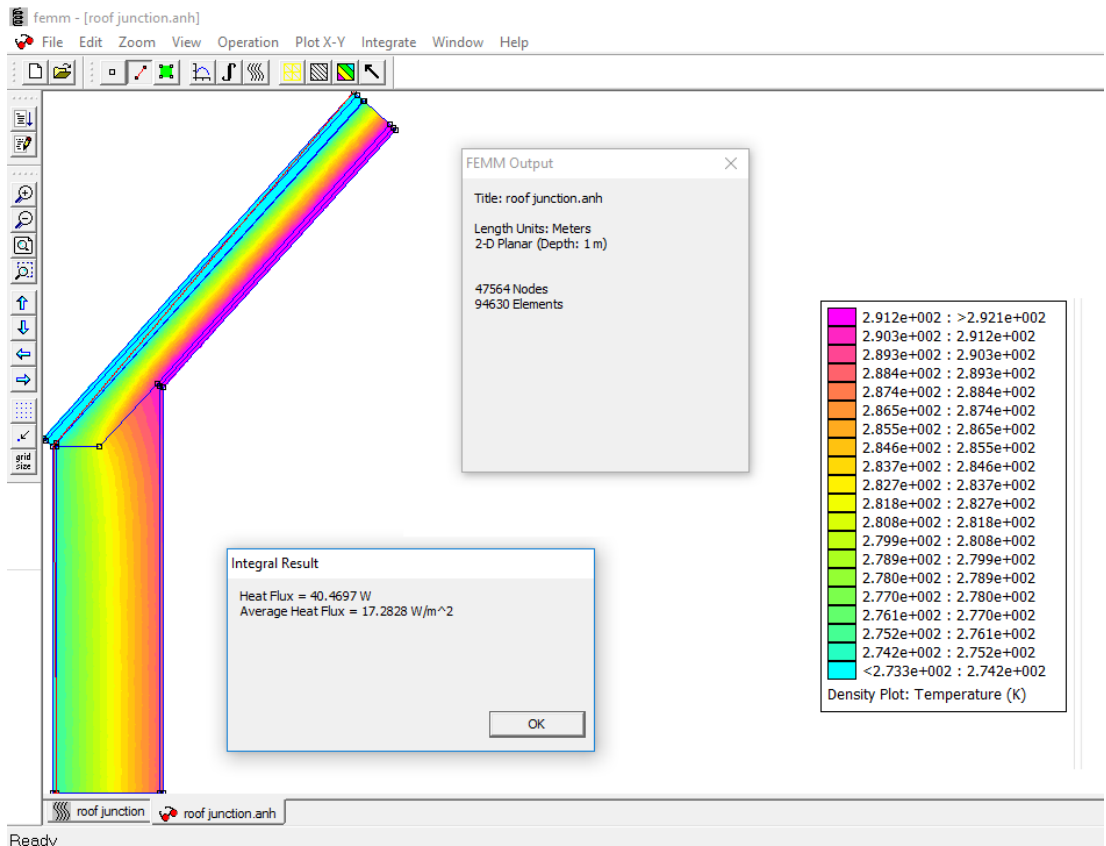 femm - [roof junction.anh]
File Edit Zoom View Operation Plot X-Y Integrate Window Help
grid
size
FEMM Output
Title: roof junction.anh
Length Units: Meters
2-D Planar (Depth: 1 m)
47564 Nodes
94630 Elements
2.912e+002 : >2.921e+002
2.903e+002 : 2.912e+002
2.893e+002 : 2.903e+002
2.884e+002 : 2.893e+002
2.874e+002 : 2.884e+002
2.865e+002 : 2.874e+002
2.855e+002 : 2.865e+002
2.846e+002 : 2.855e+002
2.837e+002 : 2.846e+002
2.827e+002 : 2.837e+002
2.818e+002 : 2.827e+002
2.808e+002 : 2.818e+002
2.799e+002 : 2.808e+002
2.789e+002 : 2.799e+002
2.780e+002 : 2.789e+002
2.770e+002 : 2.780e+002
2.761e+002 : 2.770e+002
2.752e+002 : 2.761e+002
2.742e+002 : 2.752e+002
<2.733e+002 : 2.742e+002
Density Plot: Temperature (K)
Integral Result
Heat Flux = 40.4697 W
Average Heat Flux = 17.2828 W/m^2
OK
roof junction
roof junction.anh
Ready